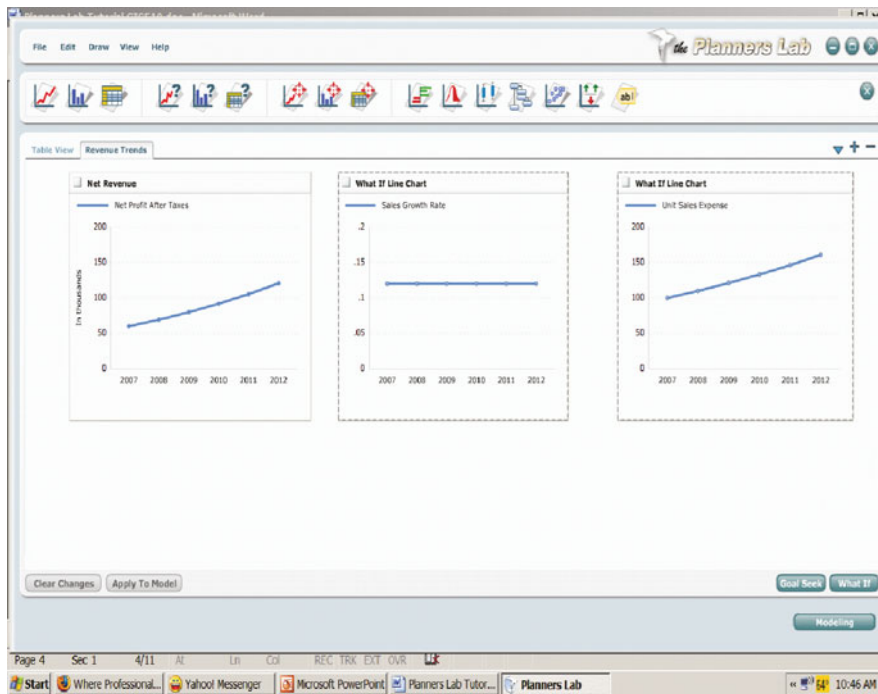 File Edit Draw View Help
the Planners Lab
ab
Table View Revenue Trends
Net Revenue
Net Profit After Taxes
In thousands
200
150
100
50
0
2007 2008 2009 2010 2011 2012
What If Line Chart
Sales Growth Rate
.2
.15
.1
.05
0
2007 2008 2009 2010 2011 2012
What If Line Chart
Unit Sales Expense
200
150
100
50
0
2007 2008 2009 2010 2011 2012
Clear Changes Apply To Model
Goal Seek What If
Modeling
Page 4 Sec 1 4/11 At Ln Col REC TRK EXT OVR
Start Where Professional... Yahoo! Messenger Microsoft PowerPoint Planners Lab Tutor... Planners Lab 64° 10:46 AM